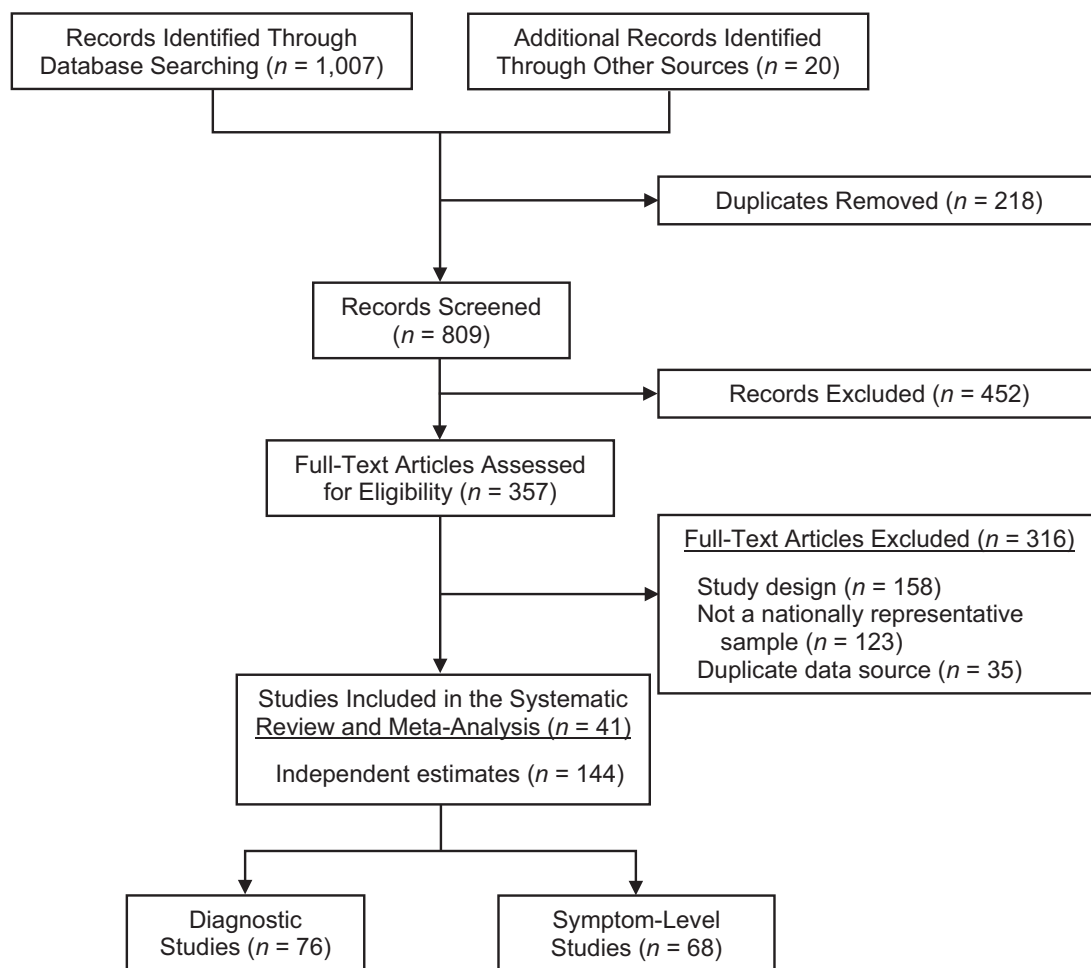 Records Identified Through
Database Searching (n = 1,007)
Additional Records Identified
Through Other Sources (n = 20)
Duplicates Removed (n = 218)
Records Screened
(n = 809)
Records Excluded (n = 452)
Full-Text Articles Assessed
for Eligibility (n = 357)
Full-Text Articles Excluded (n = 316)
Study design (n = 158)
Not a nationally representative
sample (n = 123)
Duplicate data source (n = 35)
Studies Included in the Systematic
Review and Meta-Analysis (n = 41)
Independent estimates (n = 144)
Diagnostic
Studies (n = 76)
Symptom-Level
Studies (n = 68)